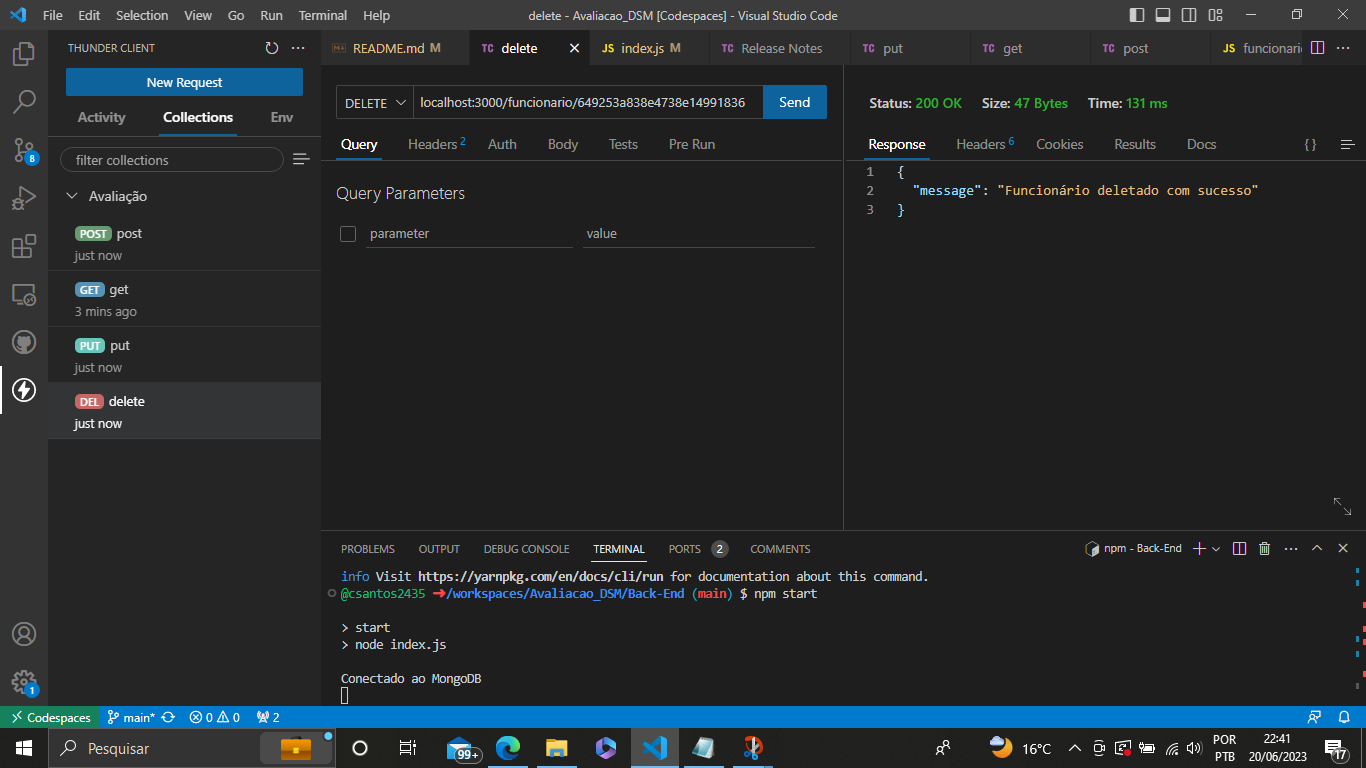 File Edit Selection View Go Run Terminal Help delete - Avaliacao_DSM [Codespaces] - Visual Studio Code
THUNDER CLIENT
New Request
Activity Collections Env
filter collections
Avaliação
POST post
just now
GET get
3 mins ago
PUT put
just now
DEL delete
just now
README.md M TC delete JS index.js M TC Release Notes TC put TC get TC post JS funcionari
DELETE localhost:3000/funcionario/649253a838e4738e14991836 Send
Query Headers 2 Auth Body Tests Pre Run
Query Parameters
parameter value
Status: 200 OK Size: 47 Bytes Time: 131 ms
Response Headers 6 Cookies Results Docs { }
1 {
2 "message": "Funcionário deletado com sucesso"
3 }
PROBLEMS OUTPUT DEBUG CONSOLE TERMINAL PORTS 2 COMMENTS npm - Back-End
info Visit https://yarnpkg.com/en/docs/cli/run for documentation about this command.
@csantos2435 ➜/workspaces/Avaliacao_DSM/Back-End (main) $ npm start
> start
> node index.js
Conectado ao MongoDB
8
1
Codespaces main* 0 0 2
Pesquisar 99+ 16°C POR PTB 22:41 20/06/2023 17